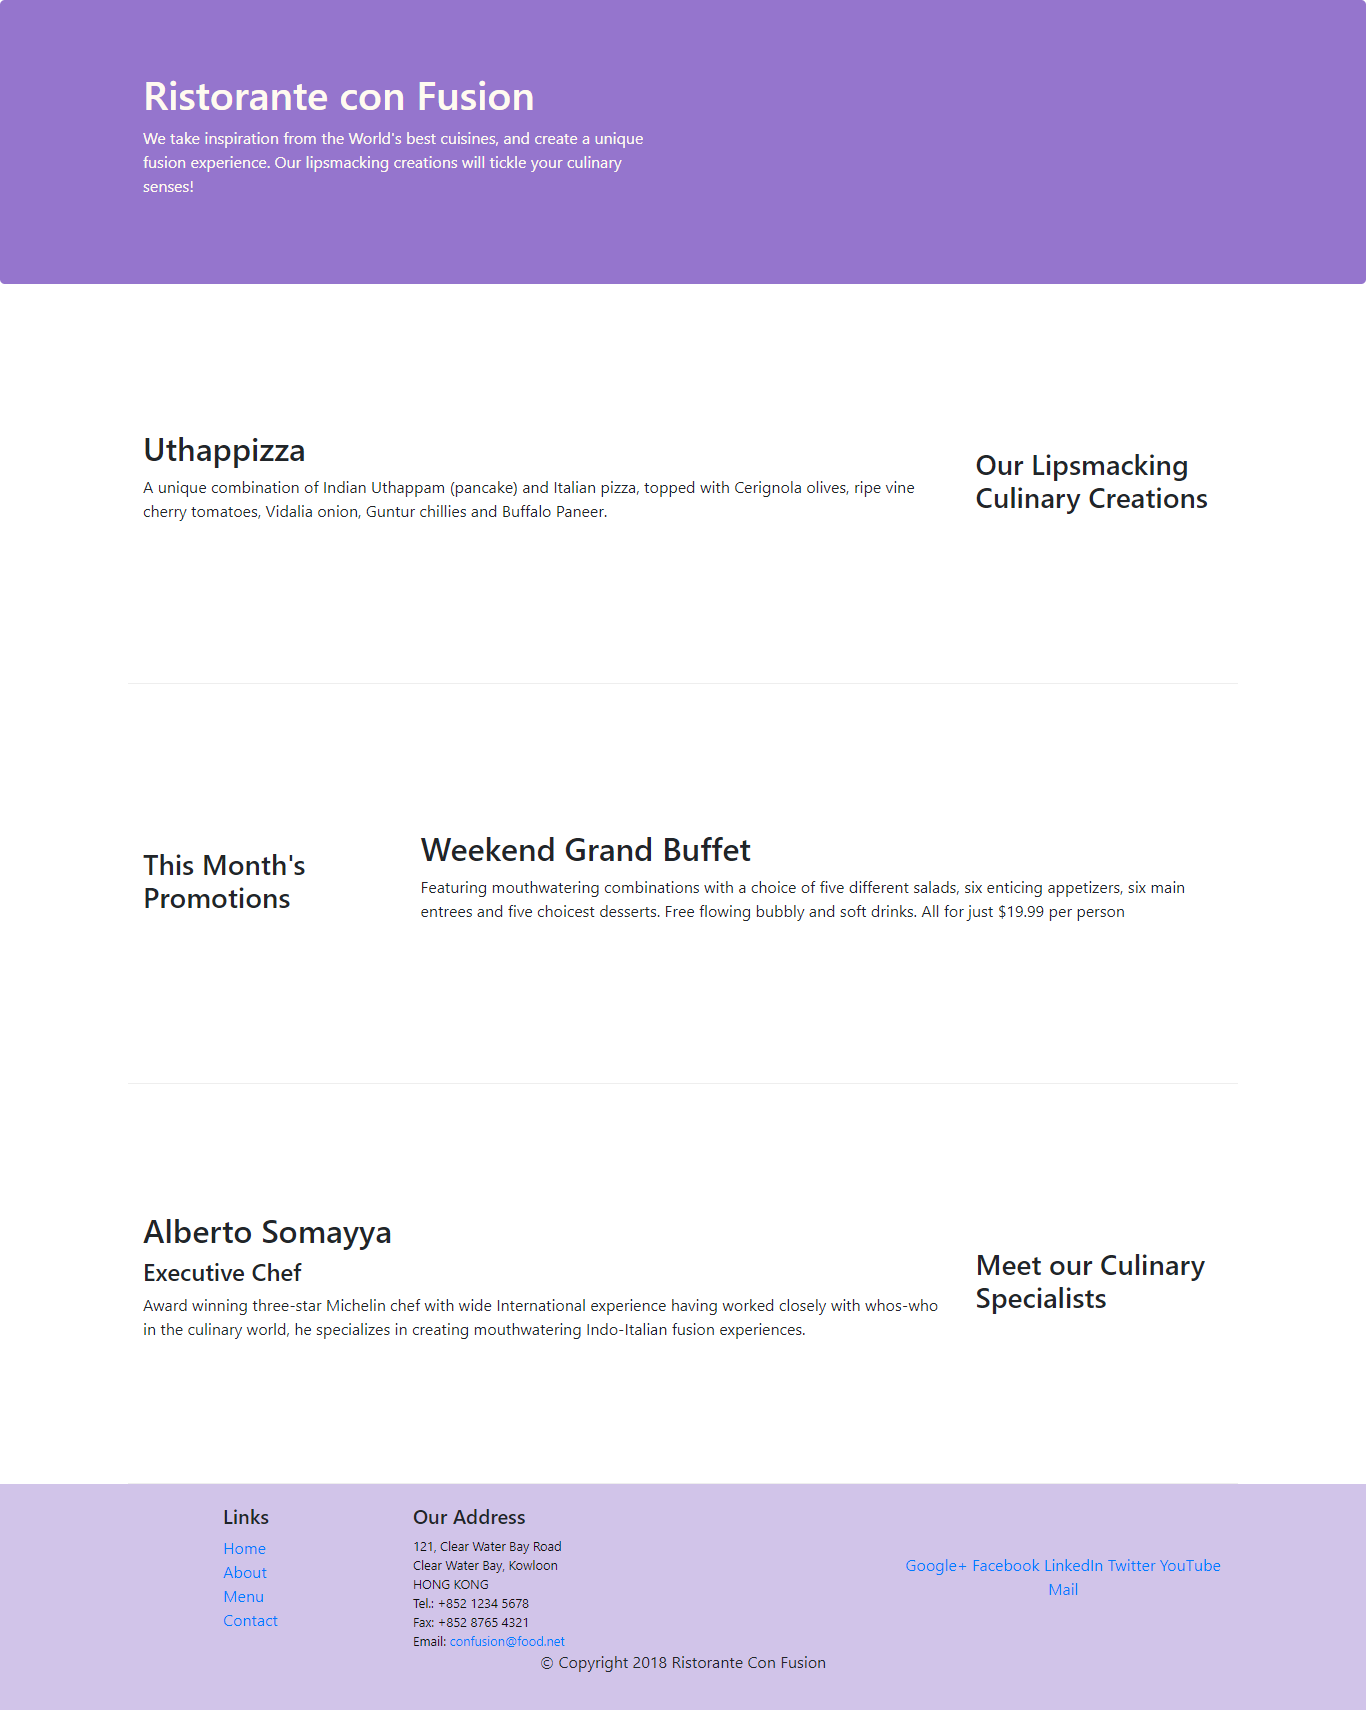 Ristorante con Fusion
We take inspiration from the World's best cuisines, and create a unique
fusion experience. Our lipsmacking creations will tickle your culinary
senses!
Uthappizza
A unique combination of Indian Uthappam (pancake) and Italian pizza, topped with Cerignola olives, ripe vine
cherry tomatoes, Vidalia onion, Guntur chillies and Buffalo Paneer.
Our Lipsmacking
Culinary Creations
This Month's
Promotions
Weekend Grand Buffet
Featuring mouthwatering combinations with a choice of five different salads, six enticing appetizers, six main
entrees and five choicest desserts. Free flowing bubbly and soft drinks. All for just $19.99 per person
Alberto Somayya
Executive Chef
Award winning three-star Michelin chef with wide International experience having worked closely with whos-who
in the culinary world, he specializes in creating mouthwatering Indo-Italian fusion experiences.
Meet our Culinary
Specialists
Links
Home
About
Menu
Contact
Our Address
121, Clear Water Bay Road
Clear Water Bay, Kowloon
HONG KONG
Tel.: +852 1234 5678
Fax: +852 8765 4321
Email: confusion@food.net
Google+ Facebook LinkedIn Twitter YouTube
Mail
© Copyright 2018 Ristorante Con Fusion